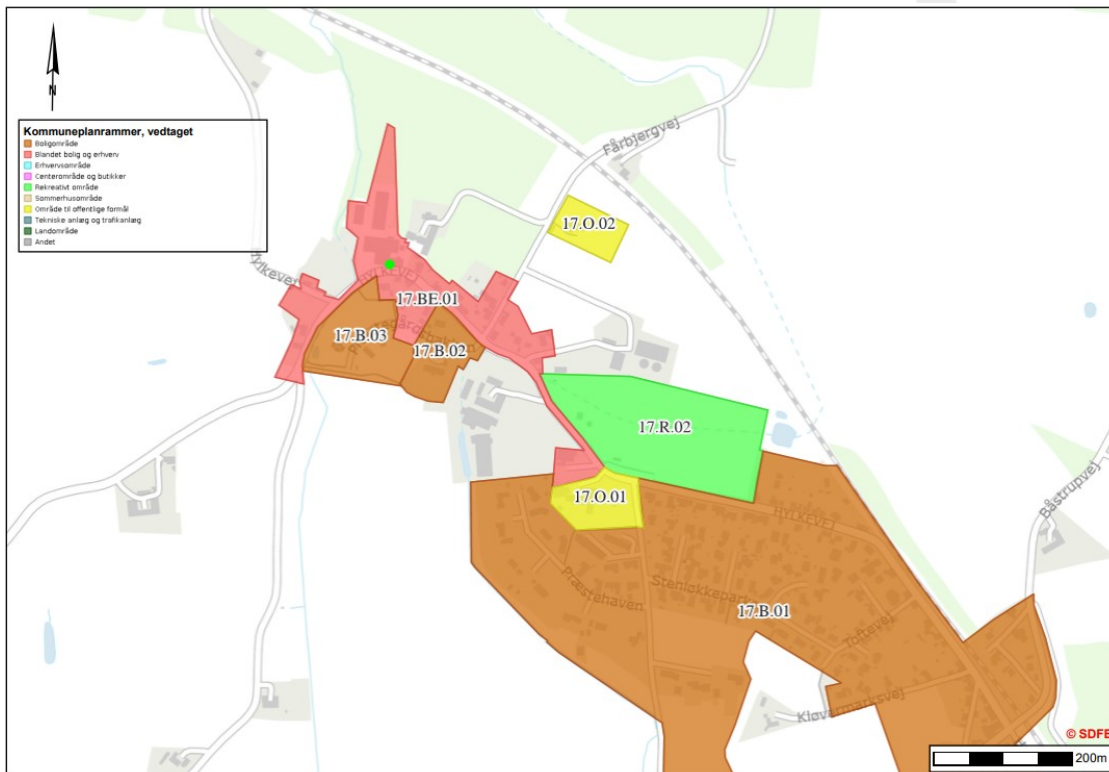 N
Kommuneplanrammer, vedtaget
Boligområde
Blandet bolig og erhverv
Erhvervsområde
Centerområde og butikker
Rekreativt område
Sommerhusområde
Område til offentlige formål
Tekniske anlæg og trafikanlæg
Landområde
Andet
Fårbjergvej
17.O.02
Hylkevej
HYLKEVEJ
17.BE.01
17.B.03
17.B.02
17.R.02
Båstrupvej
17.O.01
HYLKEVEJ
Præstehaven
Stenløkkepark
17.B.01
Toftevej
Kløvermarksvej
© SDFE
200m